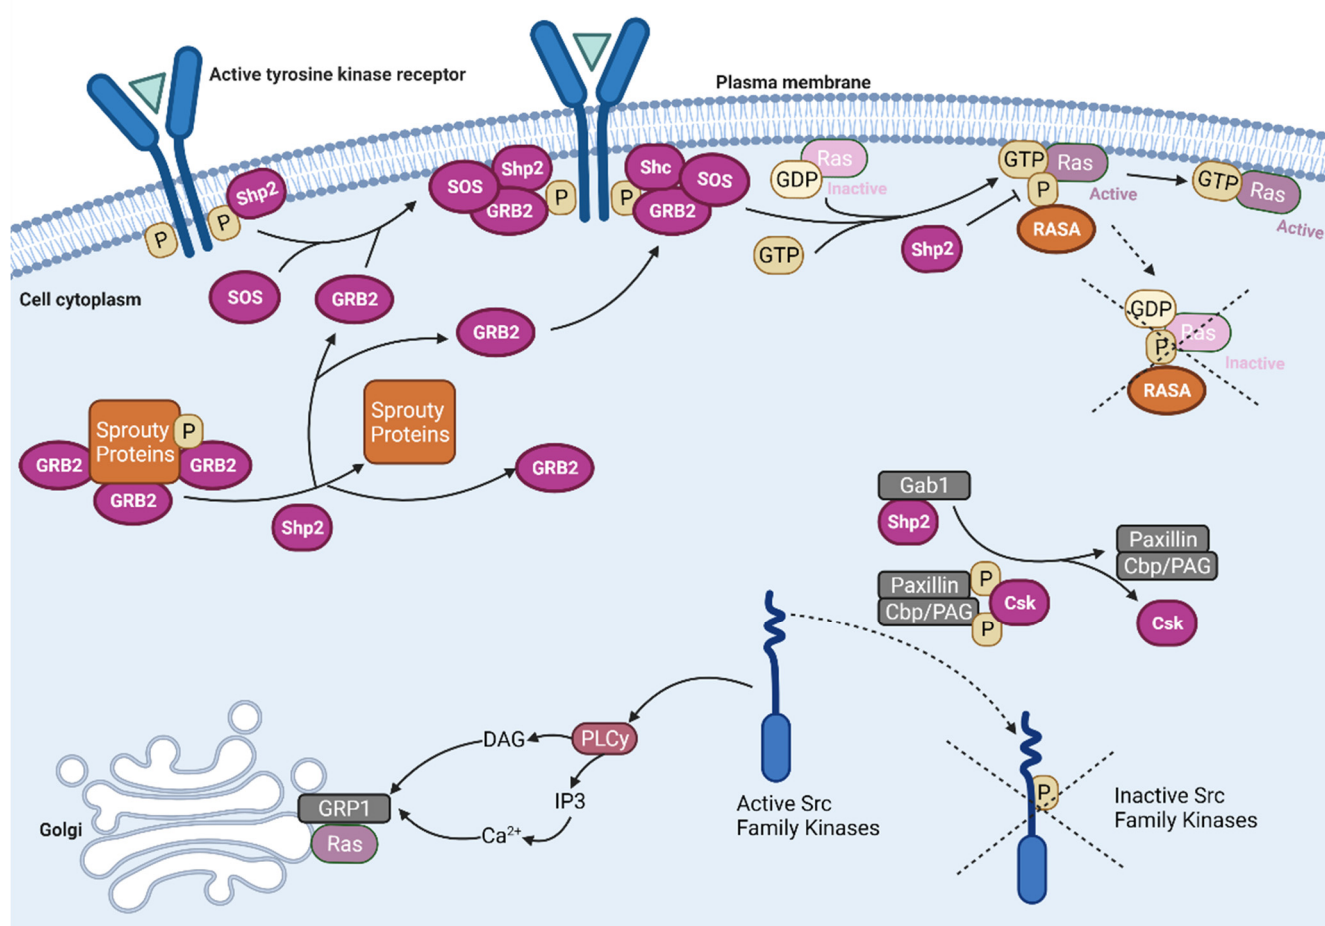 Active tyrosine kinase receptor
Plasma membrane
Shp2
P
P
SOS
GRB2
Cell cytoplasm
SOS
Shp2
GRB2
P
P
Shc
SOS
GRB2
Ras
GDP
Inactive
GTP
Shp2
GTP
Ras
P
Active
RASA
GTP
Ras
Active
GDP
Ras
P
Inactive
RASA
GRB2
GRB2
Sprouty
Proteins
P
GRB2
GRB2
GRB2
Sprouty
Proteins
Shp2
GRB2
Gab1
Shp2
Paxillin
Cbp/PAG
P
P
Csk
Paxillin
Cbp/PAG
Csk
Golgi
GRP1
Ras
DAG
PLCy
IP3
Ca2+
Active Src
Family Kinases
P
Inactive Src
Family Kinases